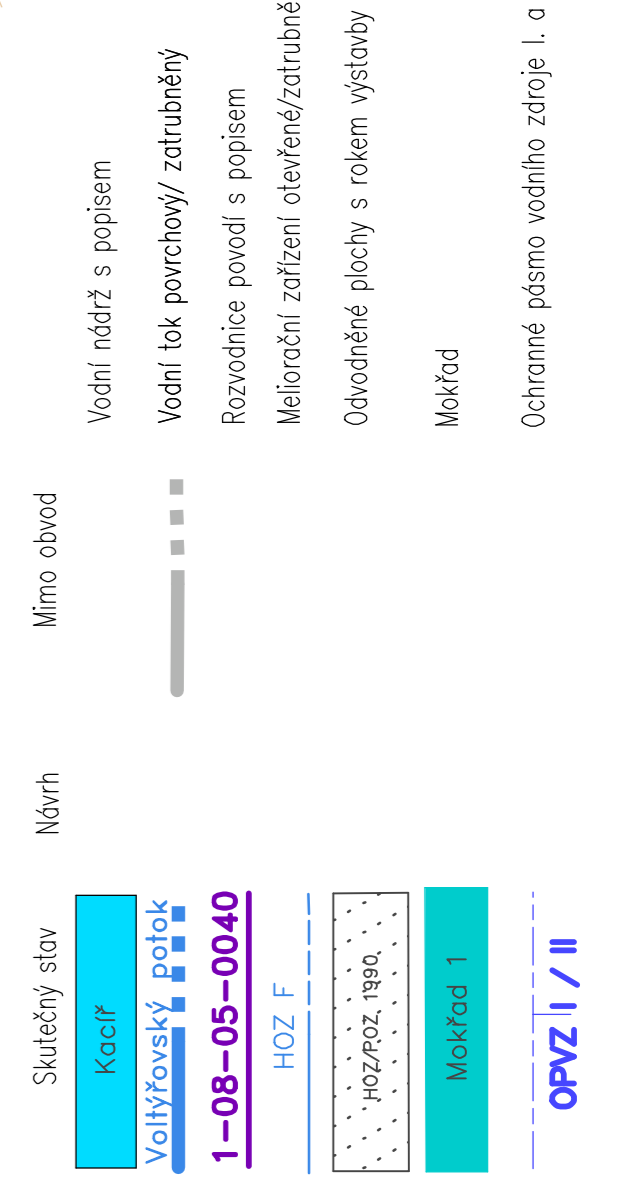 Skutečný stav Návrh Mimo obvod
Kacíř Vodní nádrž s popisem
Voltýřovský potok Vodní tok povrchový/ zatrubněný
1-08-05-0040 Rozvodnice povodí s popisem
HOZ F Meliorační zařízení otevřené/zatrubně
HOZ/POZ, 1990 Odvodněné plochy s rokem výstavby
Mokřad 1 Mokřad
OPVZ I / II Ochranné pásmo vodního zdroje I. a